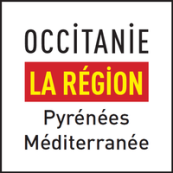 OCCITANIE
LA RÉGION
Pyrénées
Méditerranée